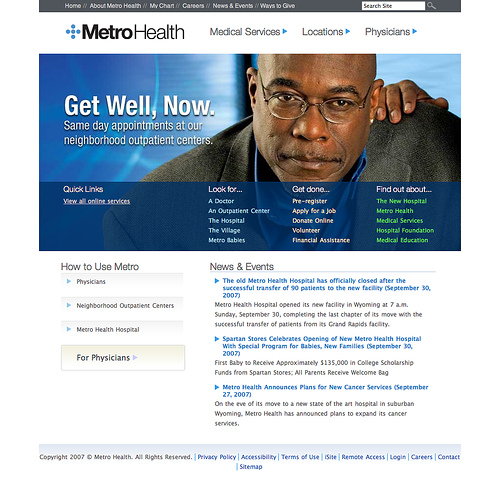 Home // About Metro Health // My Chart // Careers // News & Events // Ways to Give
Search Site
MetroHealth
Medical Services
Locations
Physicians
Get Well, Now.
Same day appointments at our
neighborhood outpatient centers.
Quick Links
View all online services
Look for...
A Doctor
An Outpatient Center
The Hospital
The Village
Metro Babies
Get done...
Pre-register
Apply for a Job
Donate Online
Volunteer
Financial Assistance
Find out about...
The New Hospital
Metro Health
Medical Services
Hospital Foundation
Medical Education
How to Use Metro
Physicians
Neighborhood Outpatient Centers
Metro Health Hospital
For Physicians
News & Events
The old Metro Health Hospital has officially closed after the
successful transfer of 90 patients to the new facility (September 30,
2007)
Metro Health Hospital opened its new facility in Wyoming at 7 a.m.
Sunday, September 30, completing the last chapter of its move with the
successful transfer of patients from its Grand Rapids facility.
Spartan Stores Celebrates Opening of New Metro Health Hospital
With Special Program for Babies, New Families (September 30,
2007)
First Baby to Receive Approximately $135,000 in College Scholarship
Funds from Spartan Stores; All Parents Receive Welcome Bag
Metro Health Announces Plans for New Cancer Services (September
27, 2007)
On the eve of its move to a new state of the art hospital in suburban
Wyoming, Metro Health has announced plans to expand its cancer
services.
Copyright 2007 © Metro Health. All Rights Reserved. | Privacy Policy | Accessibility | Terms of Use | iSite | Remote Access | Login | Careers | Contact
| Sitemap